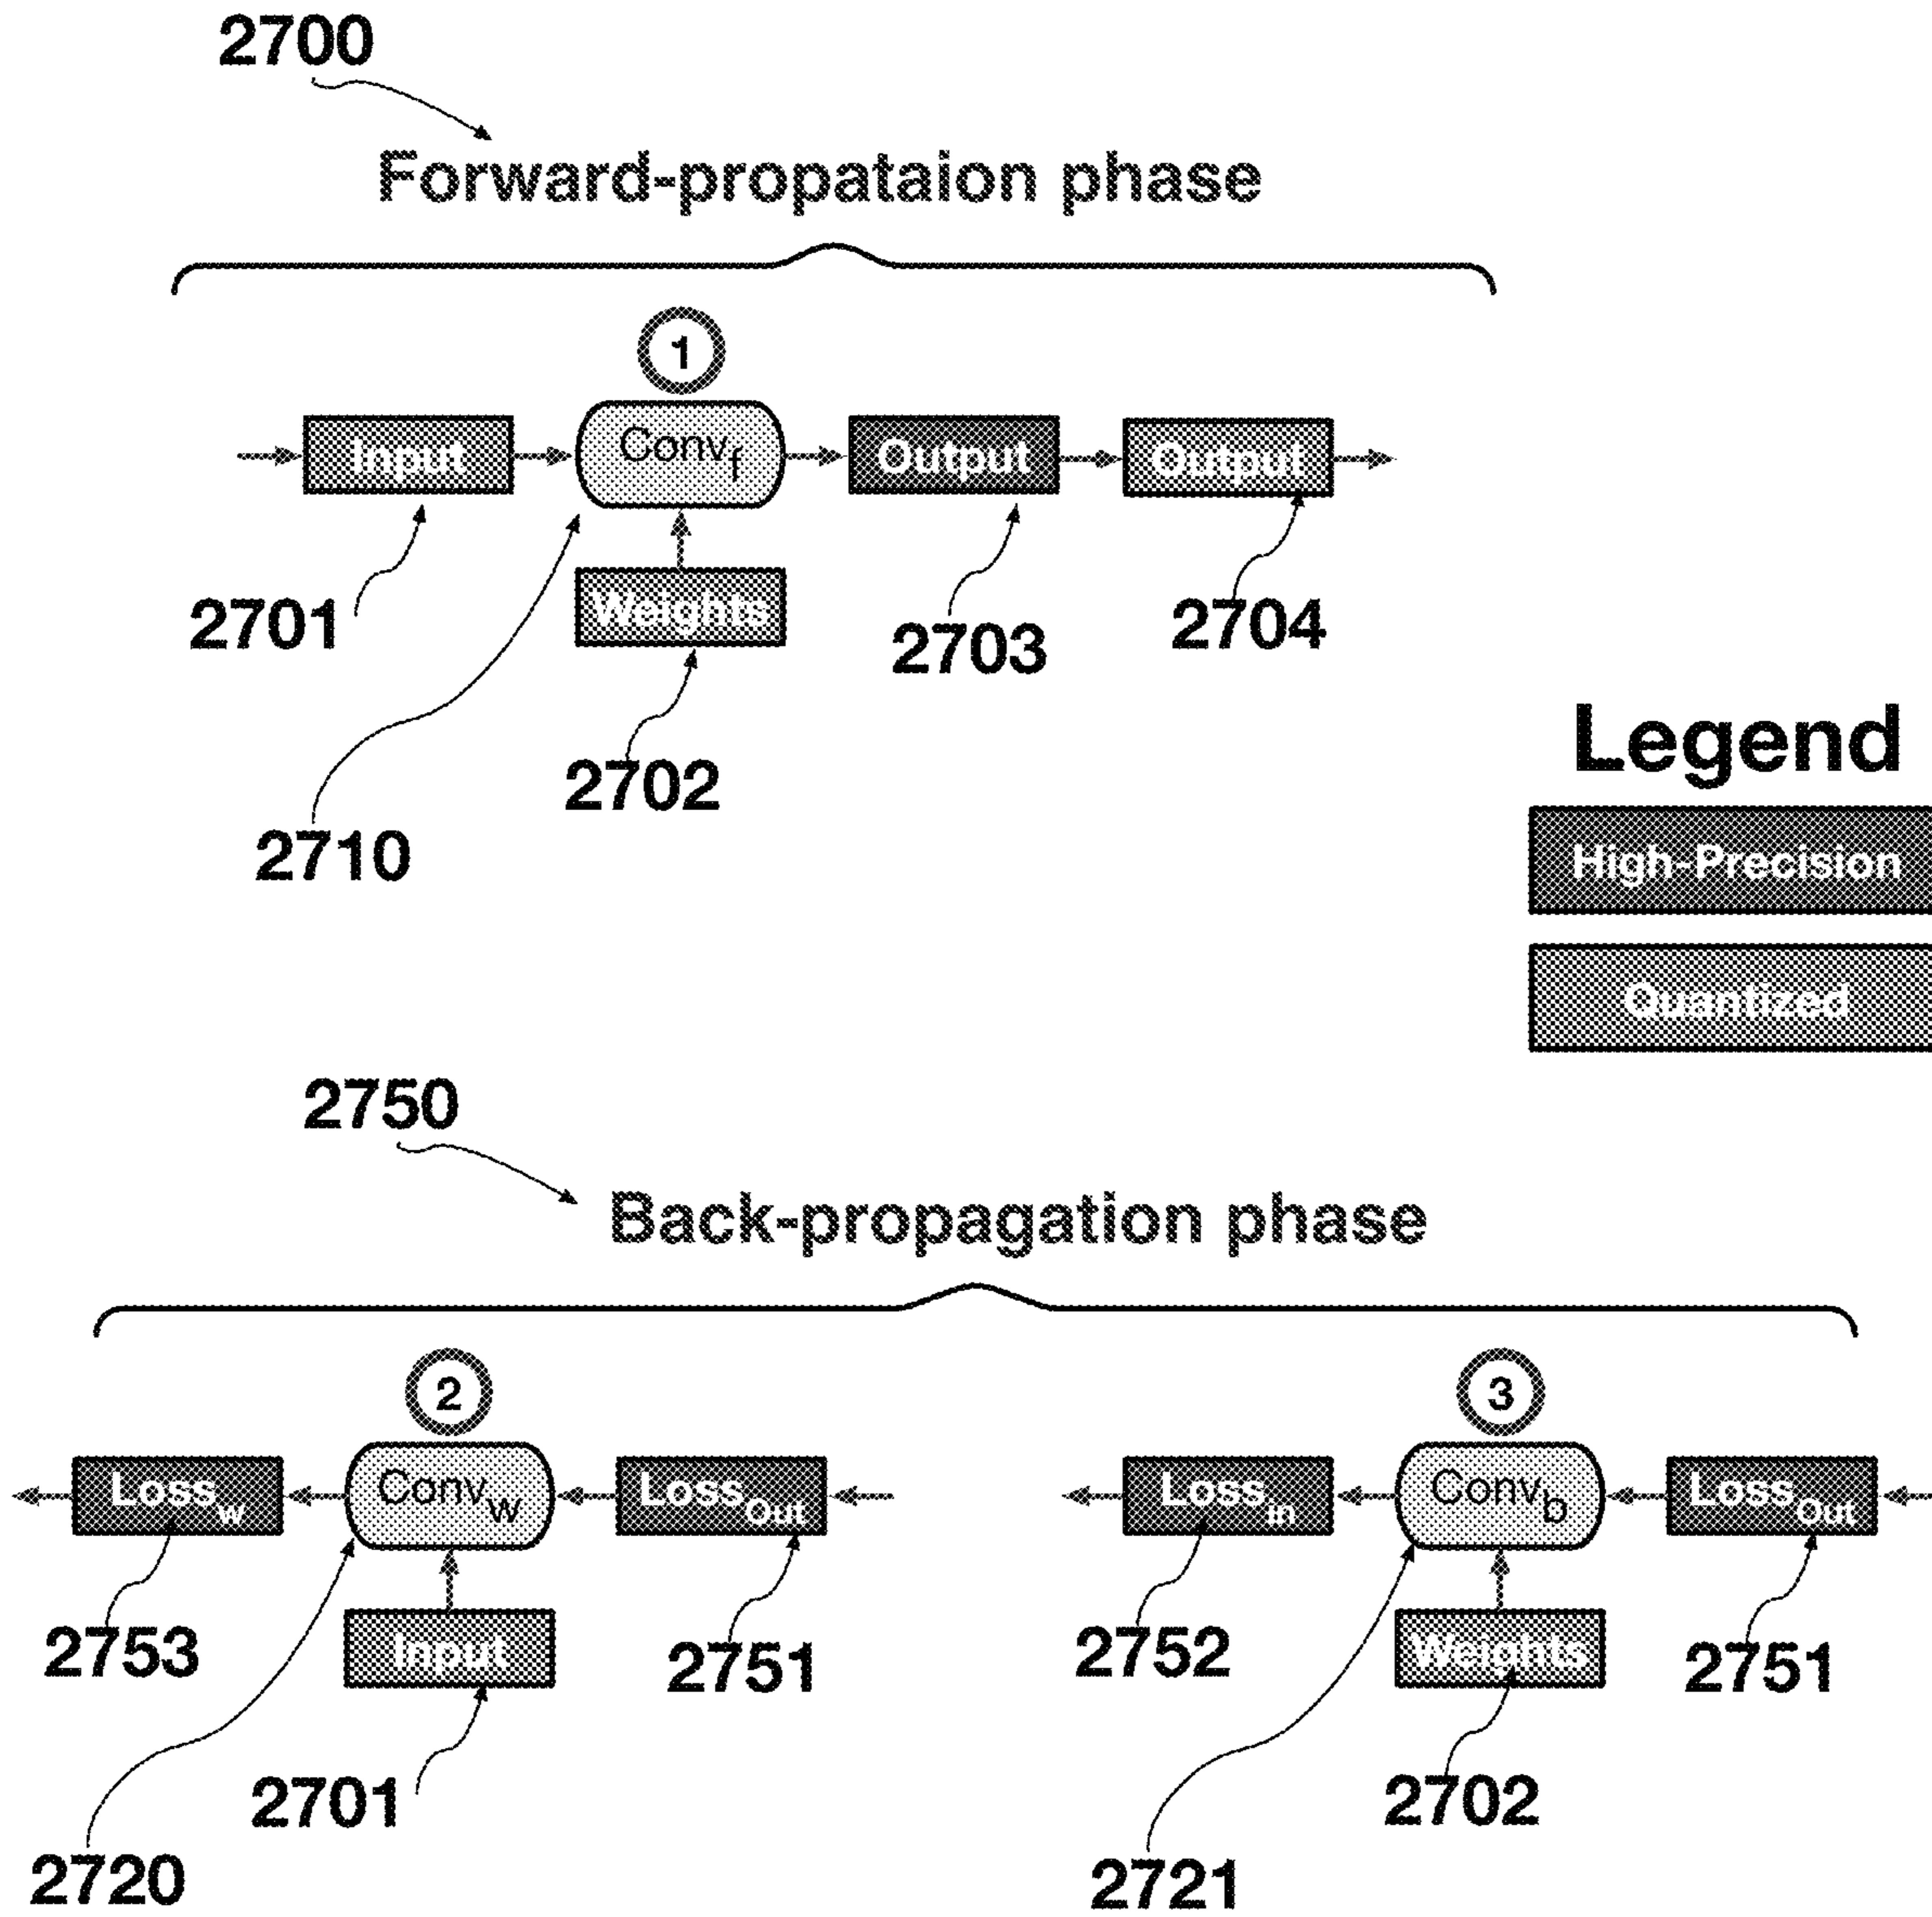 2700
Forward-propataion phase
1
Input
Conv_f
Output
Output
Weights
2701
2703
2704
2702
2710
Legend
High-Precision
Quantized
2750
Back-propagation phase
2
3
Loss_w
Conv_w
Loss_Out
Loss_in
Conv_b
Loss_Out
Input
Weights
2753
2751
2752
2751
2701
2702
2720
2721